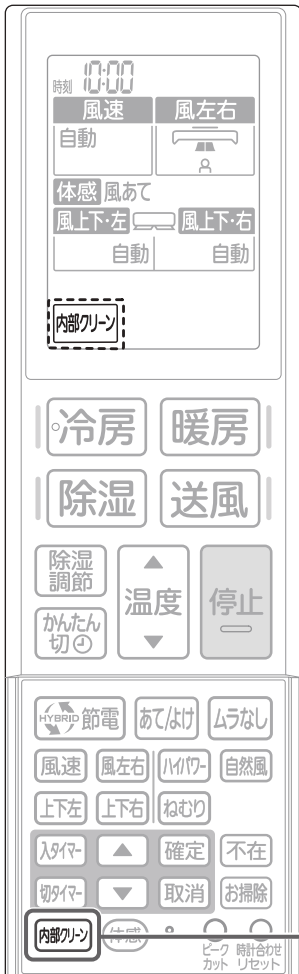 時刻 10:00
風速 風左右
自動
体感 風あて
風上下・左 風上下・右
自動 自動
内部クリーン
冷房 暖房
除湿 送風
除湿調節
温度
停止
かんたん切
HYBRID 節電 あて/よけ ムラなし
風速 風左右 ハイパワー 自然風
上下左 上下右 ねむり
入タイマー 確定 不在
切タイマー 取消 お掃除
内部クリーン 体感 ピークカット 時計合わせ リセット